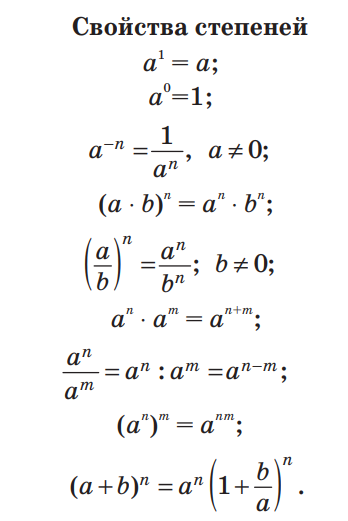 Свойства степеней
a¹ = a;
a⁰=1;
a⁻ⁿ = 1/aⁿ, a ≠ 0;
(a · b)ⁿ = aⁿ · bⁿ;
(a/b)ⁿ = aⁿ/bⁿ; b ≠ 0;
aⁿ · aᵐ = aⁿ⁺ᵐ;
aⁿ/aᵐ = aⁿ : aᵐ = aⁿ⁻ᵐ;
(aⁿ)ᵐ = aⁿᵐ;
(a+b)ⁿ = aⁿ(1+b/a)ⁿ.